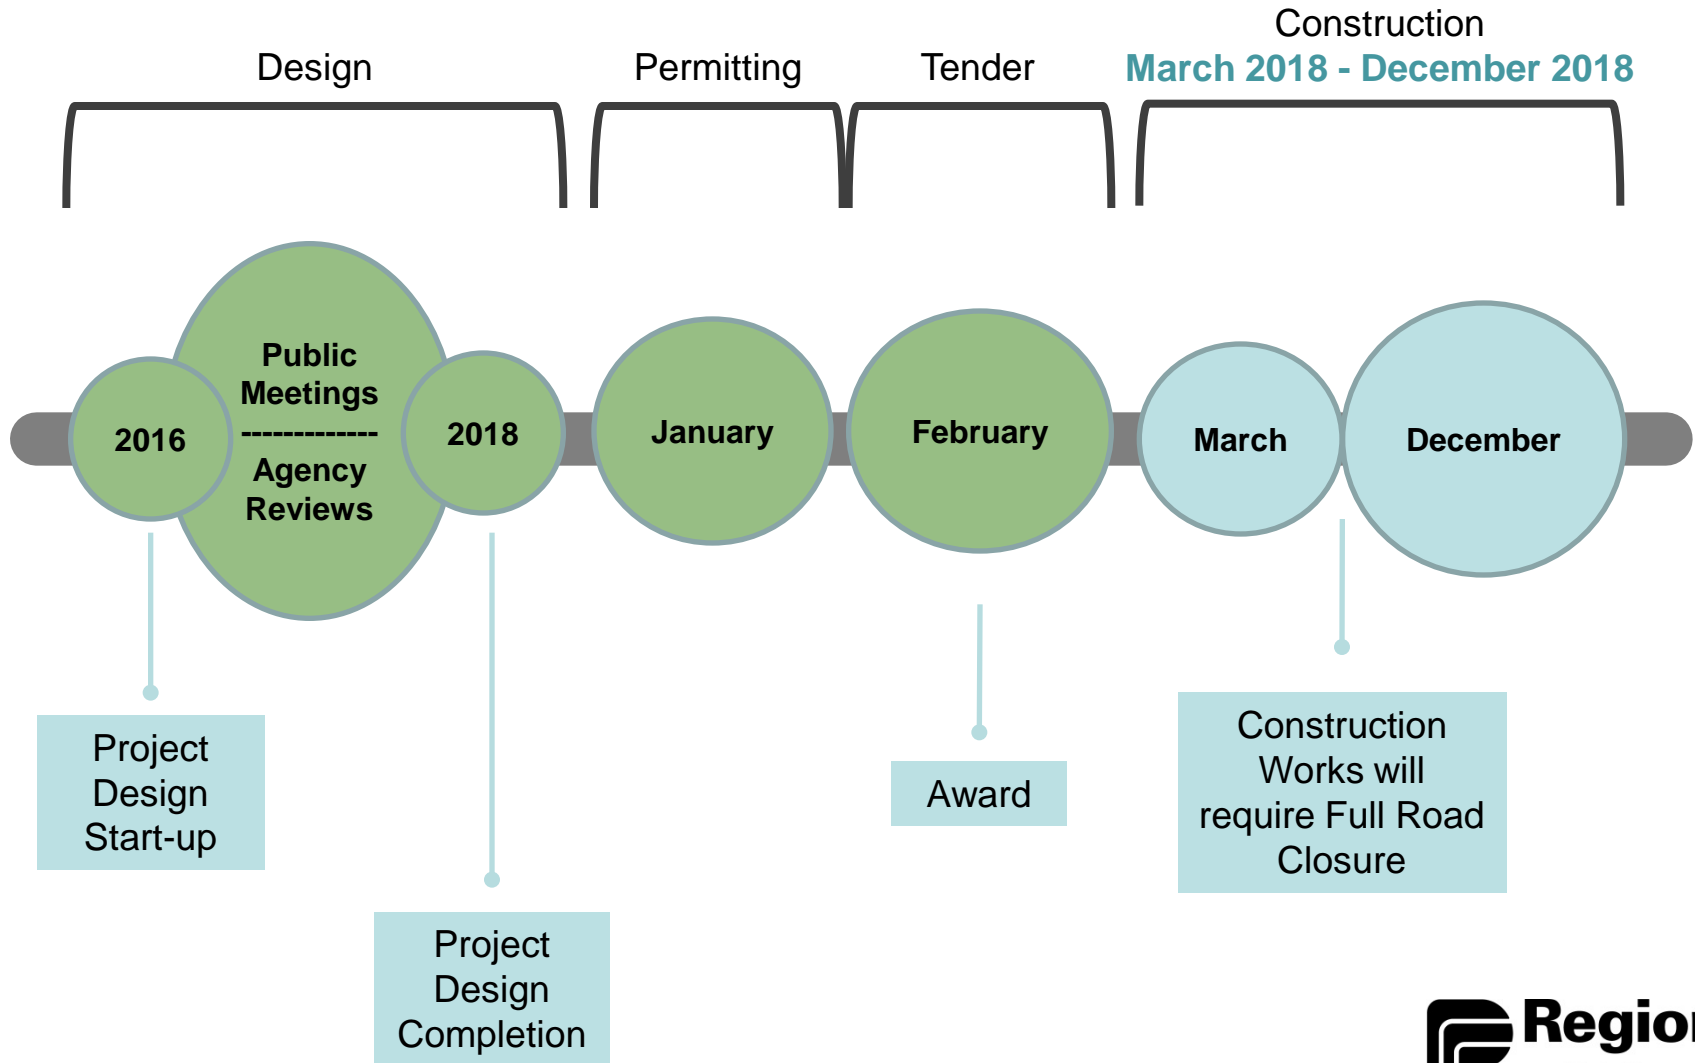 Design
Permitting
Tender
Construction
March 2018 - December 2018
2016
Public
Meetings
-------------
Agency
Reviews
2018
January
February
March
December
Project
Design
Start-up
Project
Design
Completion
Award
Construction
Works will
require Full Road
Closure